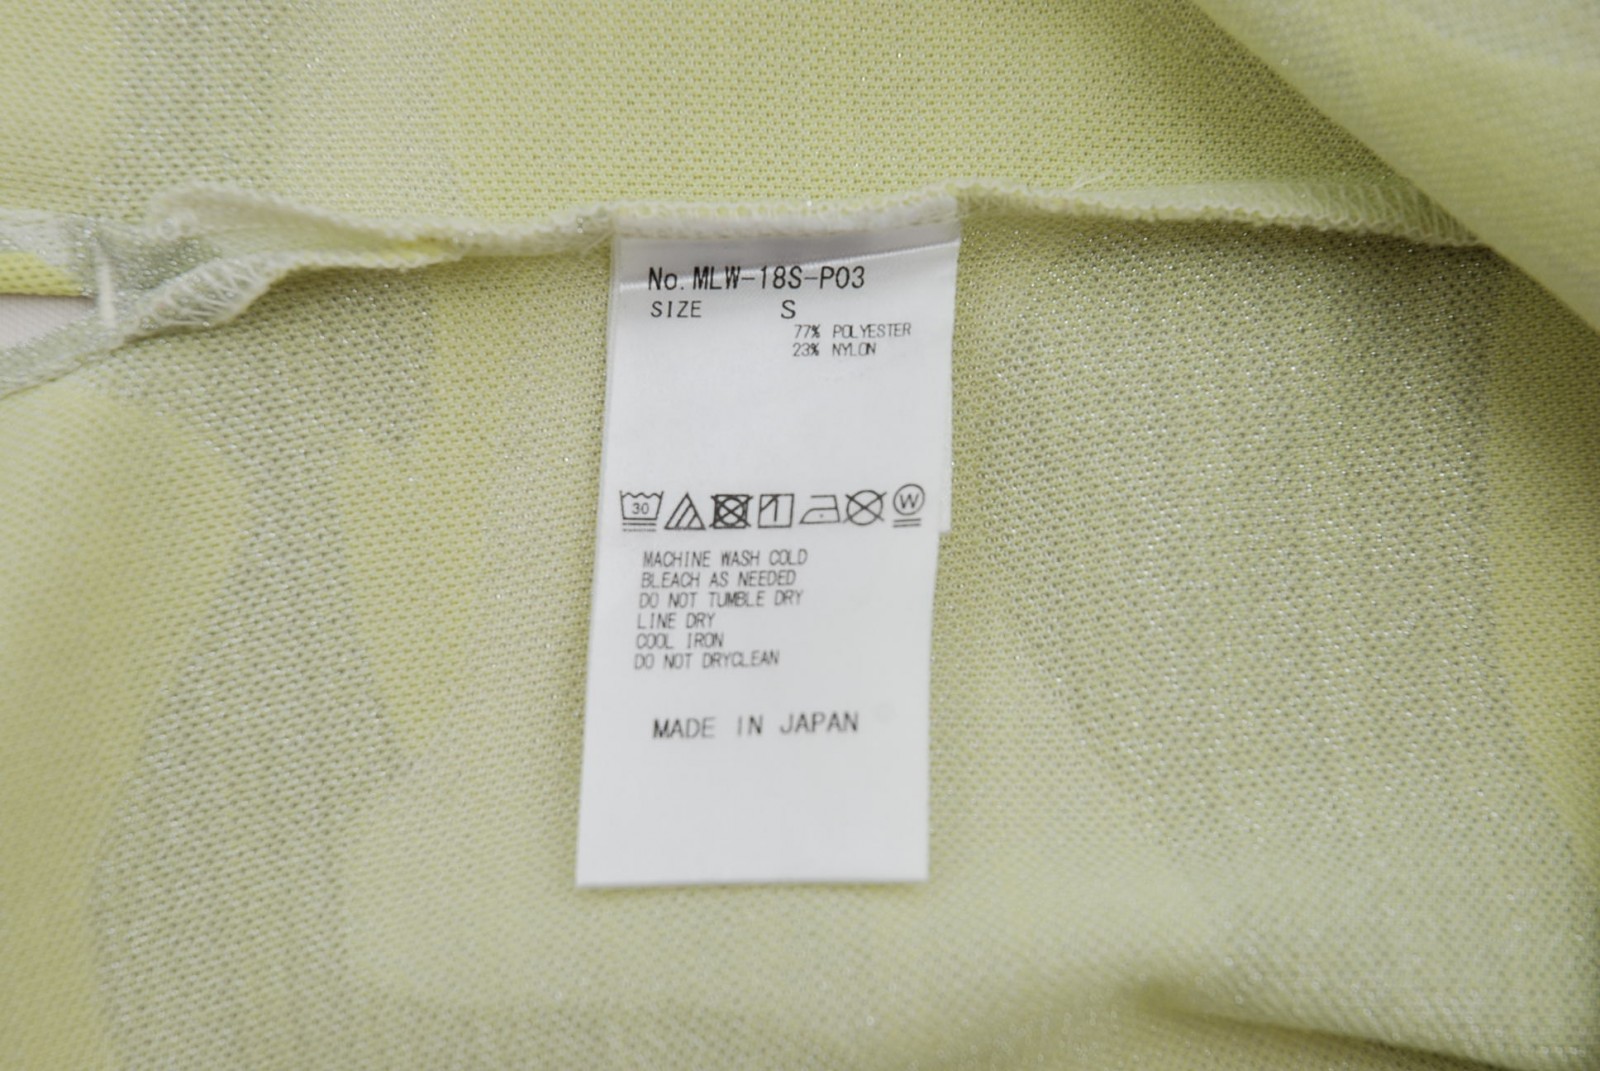 No. MLW-18S-P03
SIZE S
77% POLYESTER
23% NYLON
30 W
MACHINE WASH COLD
BLEACH AS NEEDED
DO NOT TUMBLE DRY
LINE DRY
COOL IRON
DO NOT DRYCLEAN
MADE IN JAPAN